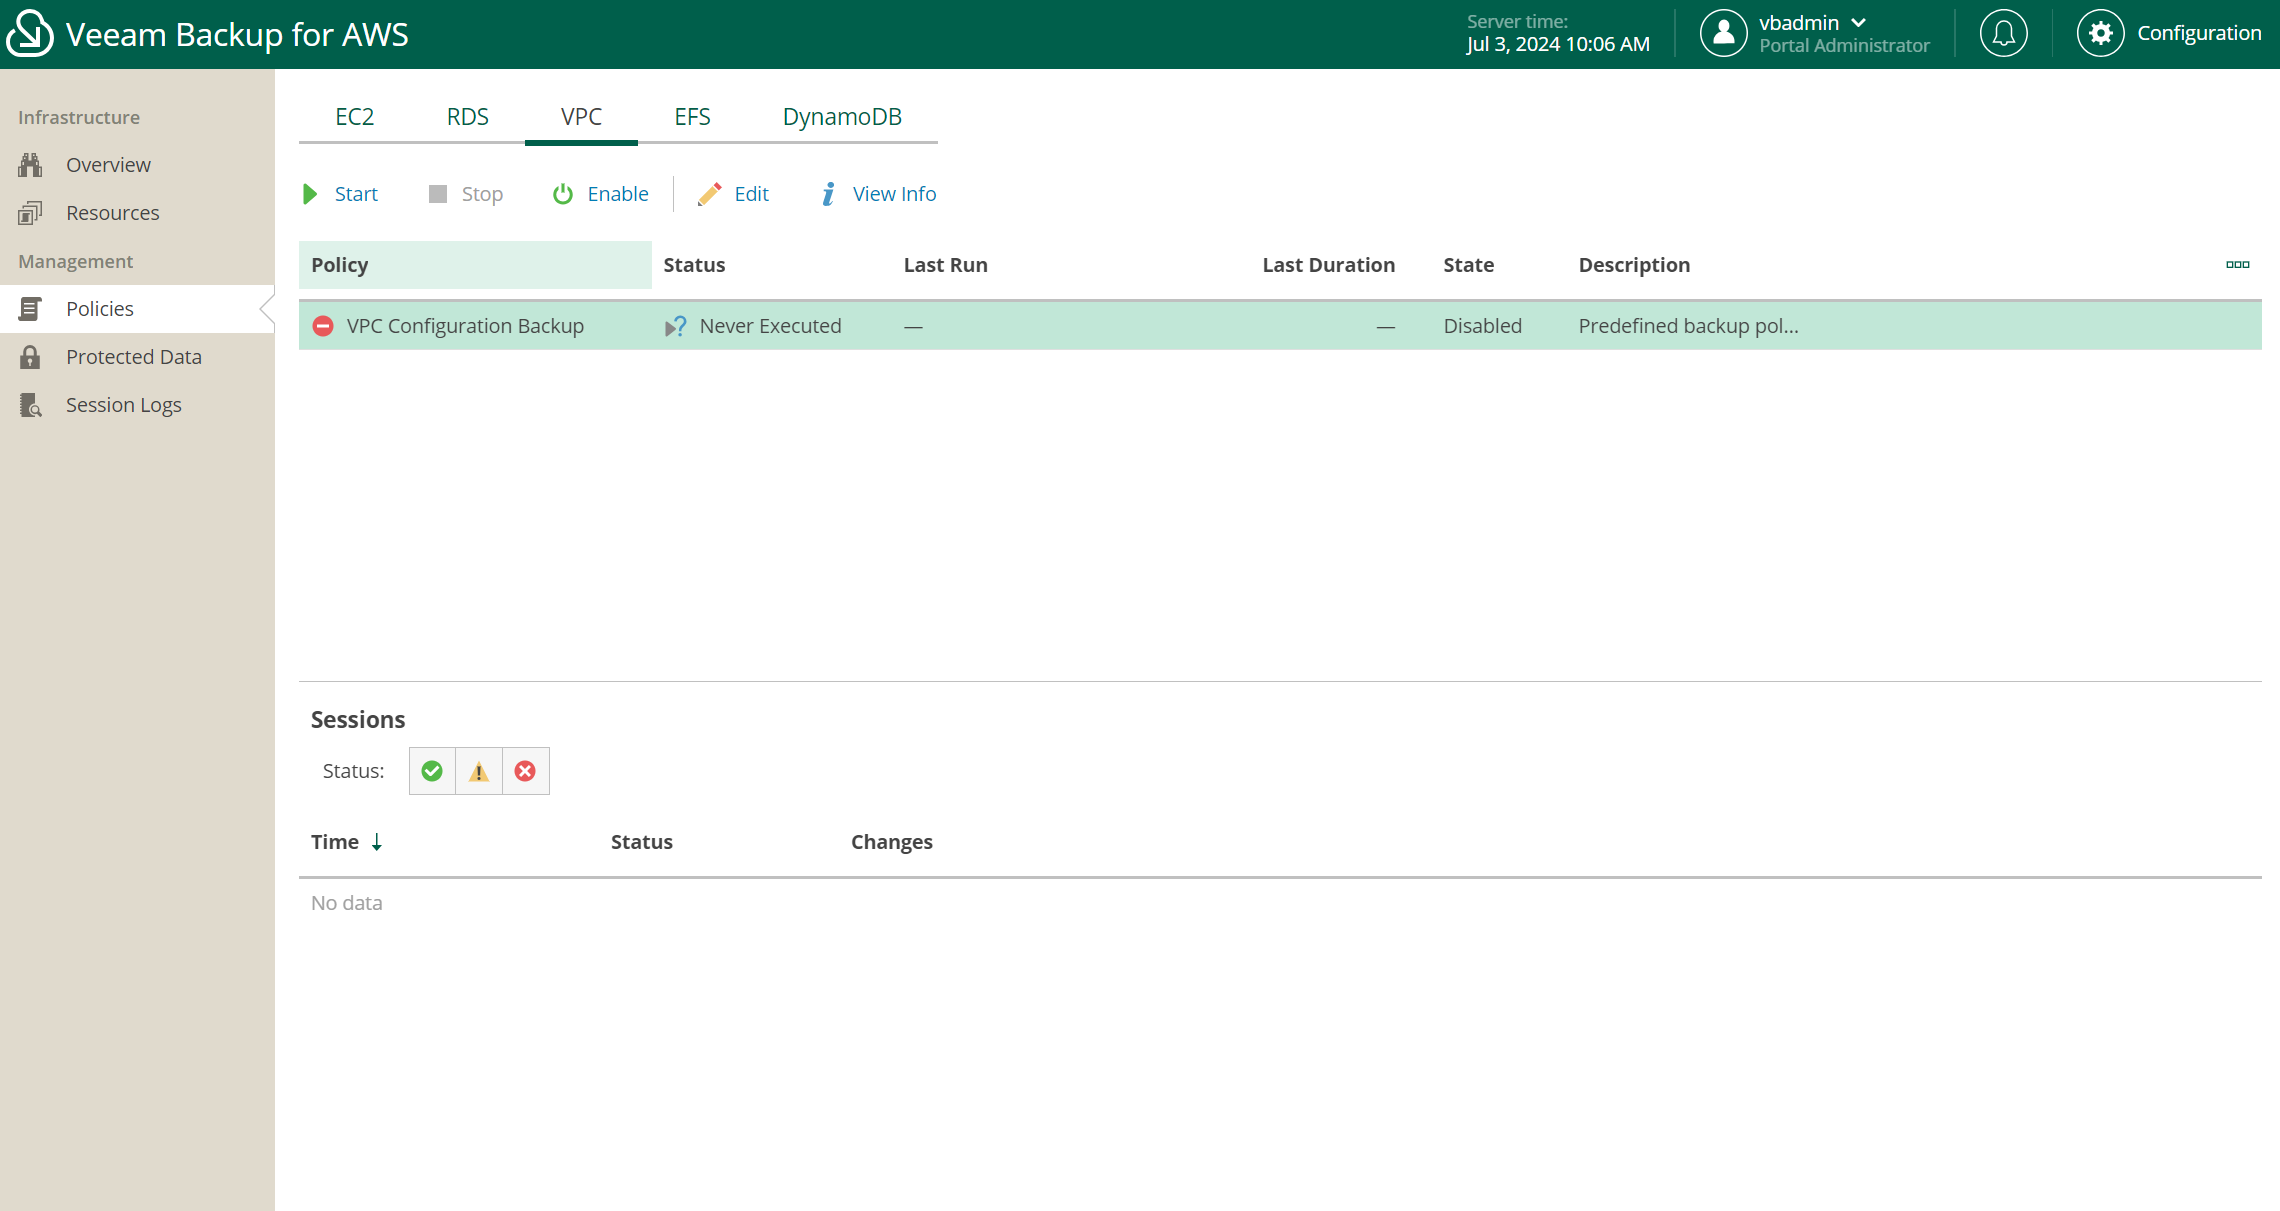 Veeam Backup for AWS
Server time:
Jul 3, 2024 10:06 AM
vbadmin
Portal Administrator
Configuration
Infrastructure
Overview
Resources
Management
Policies
Protected Data
Session Logs
EC2 RDS VPC EFS DynamoDB
Start Stop Enable Edit View Info
Policy Status Last Run Last Duration State Description
VPC Configuration Backup Never Executed — — Disabled Predefined backup pol...
Sessions
Status:
Time Status Changes
No data